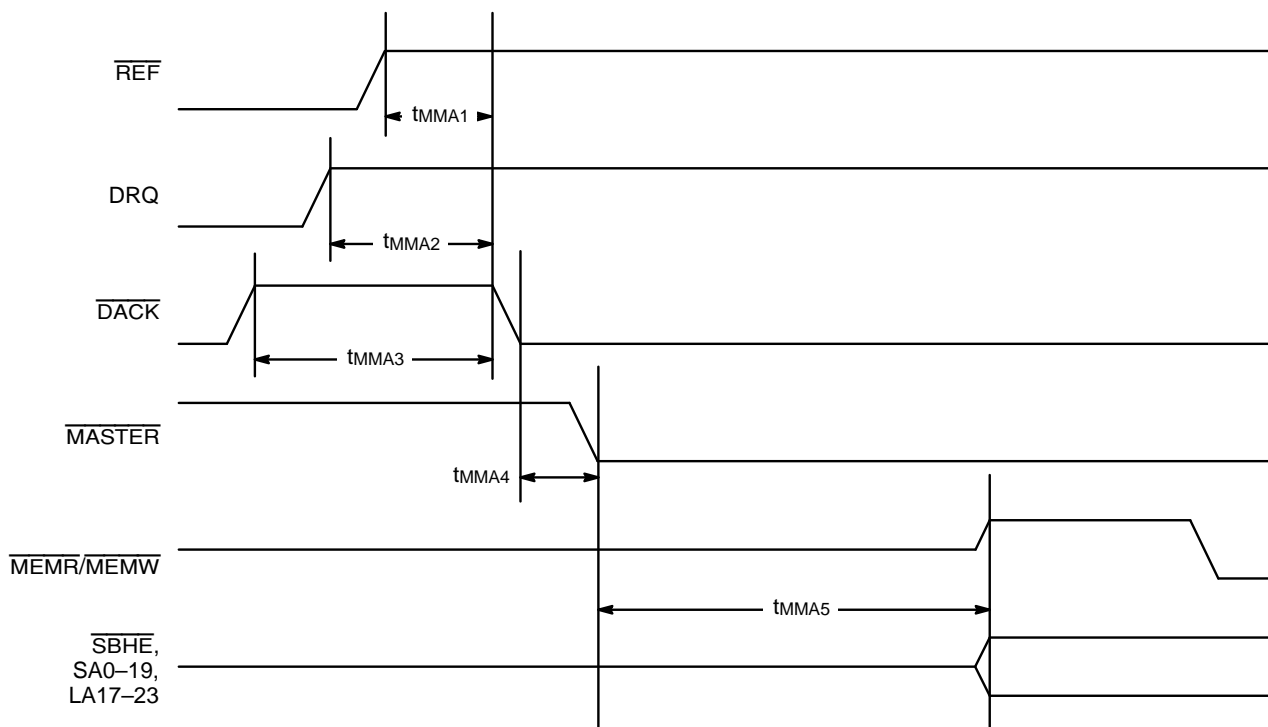 REF
tMMA1
DRQ
tMMA2
DACK
tMMA3
MASTER
tMMA4
MEMR/MEMW
tMMA5
SBHE,
SA0–19,
LA17–23